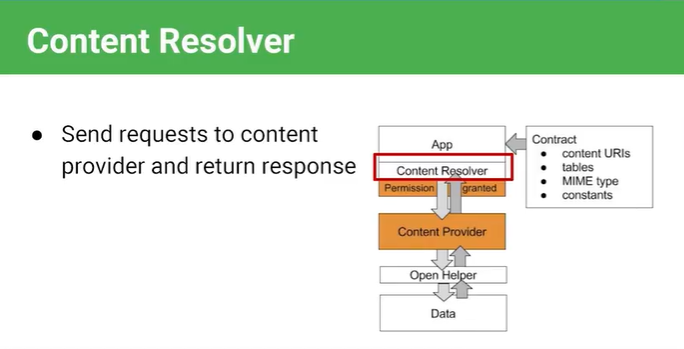 Content Resolver
● Send requests to content
provider and return response
App
Content Resolver
Permission granted
Content Provider
Open Helper
Data
Contract
● content URIs
● tables
● MIME type
● constants